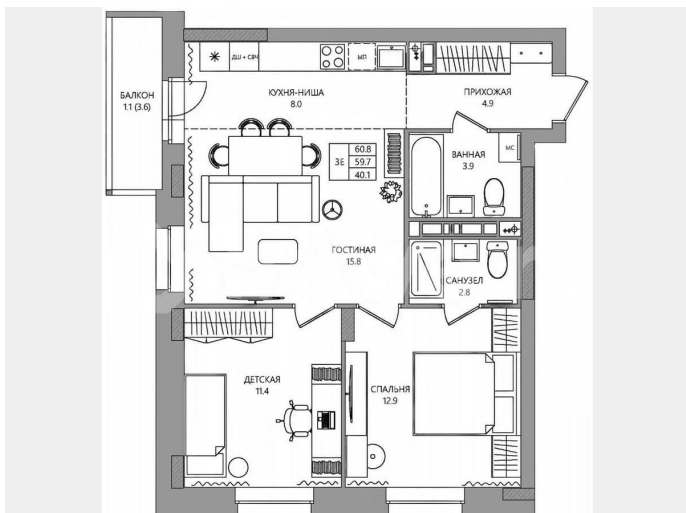 ДШ + СВЧ
МП
БАЛКОН
1.1 (3.6)
КУХНЯ-НИША
8.0
ПРИХОЖАЯ
4.9
3Е
60.8
59.7
40.1
ВАННАЯ
3.9
МС
ГОСТИНАЯ
15.8
САНУЗЕЛ
2.8
ДЕТСКАЯ
11.4
СПАЛЬНЯ
12.9